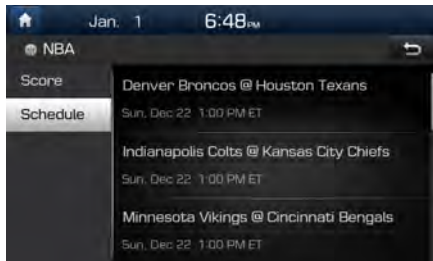 Jan. 1 6:48 PM
NBA
Score
Schedule
Denver Broncos @ Houston Texans
Sun, Dec 22 1:00 PM ET
Indianapolis Colts @ Kansas City Chiefs
Sun, Dec 22 1:00 PM ET
Minnesota Vikings @ Cincinnati Bengals
Sun, Dec 22 1:00 PM ET